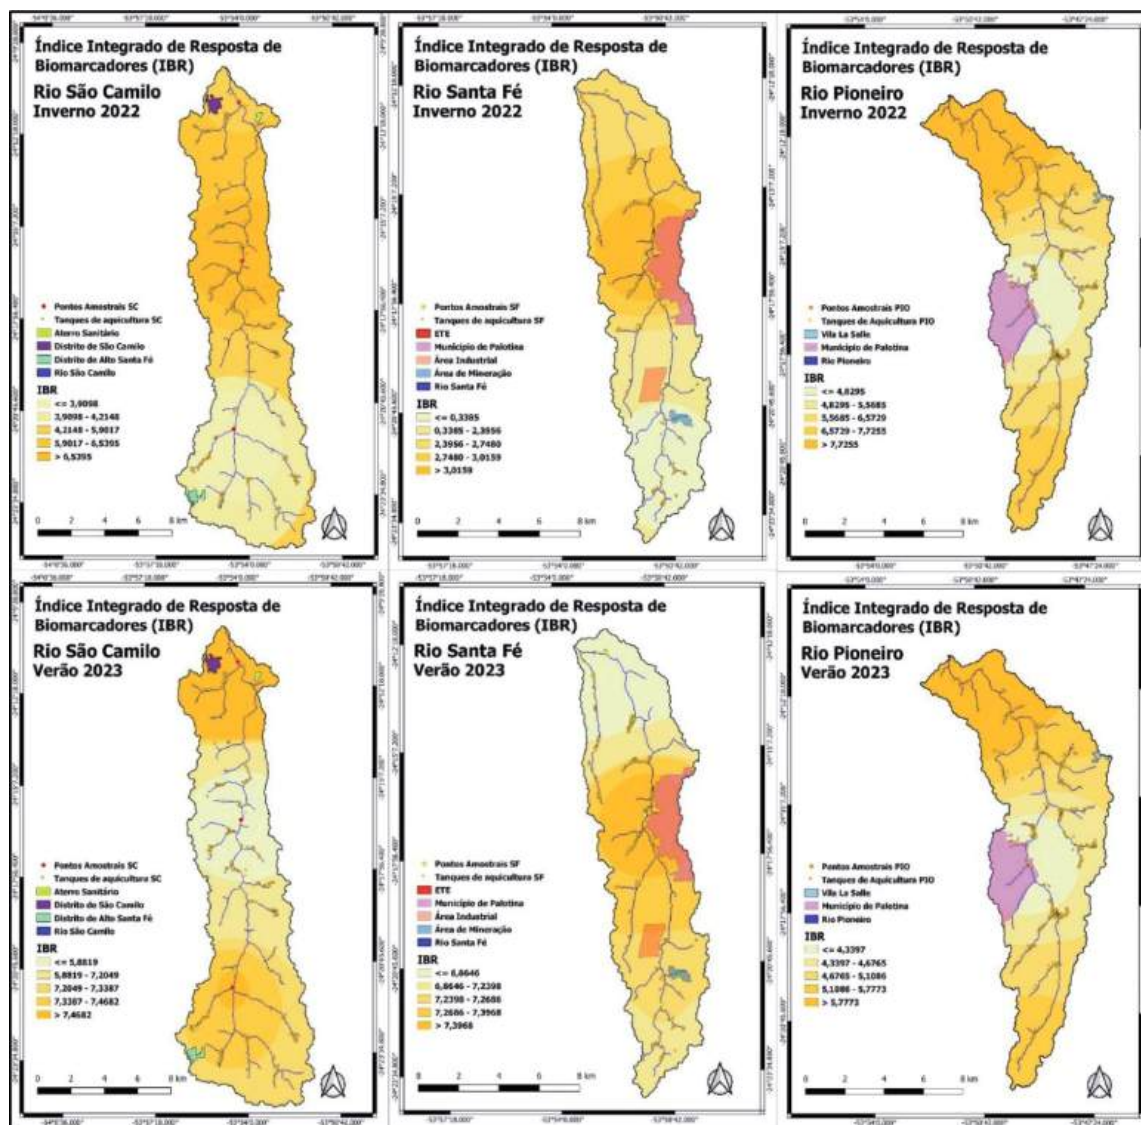 Índice Integrado de Resposta de
Biomarcadores (IBR)
Rio São Camilo
Inverno 2022
Pontos Amostrais SC
Tanques de aquicultura SC
Aterro Sanitário
Distrito de São Camilo
Distrito de Alto Santa Fé
Rio São Camilo
IBR
<= 3,9098
3,9098 - 4,2148
4,2148 - 5,9017
5,9017 - 6,5395
> 6,5395
0 2 4 6 8 km
Índice Integrado de Resposta de
Biomarcadores (IBR)
Rio Santa Fé
Inverno 2022
Pontos Amostrais SF
Tanques de aquicultura SF
ETE
Município de Palotina
Área Industrial
Área de Mineração
Rio Santa Fé
IBR
<= 0,3385
0,3385 - 2,3956
2,3956 - 2,7480
2,7480 - 3,0159
> 3,0159
0 2 4 6 8 km
Índice Integrado de Resposta de
Biomarcadores (IBR)
Rio Pioneiro
Inverno 2022
Pontos Amostrais PIO
Tanques de Aquicultura PIO
Vila La Salle
Município de Palotina
Rio Pioneiro
IBR
<= 4,8295
4,8295 - 5,5685
5,5685 - 6,5729
6,5729 - 7,7255
> 7,7255
0 2 4 6 8 km
Índice Integrado de Resposta de
Biomarcadores (IBR)
Rio São Camilo
Verão 2023
Pontos Amostrais SC
Tanques de aquicultura SC
Aterro Sanitário
Distrito de São Camilo
Distrito de Alto Santa Fé
Rio São Camilo
IBR
<= 5,8819
5,8819 - 7,2049
7,2049 - 7,3387
7,3387 - 7,4682
> 7,4682
0 2 4 6 8 km
Índice Integrado de Resposta de
Biomarcadores (IBR)
Rio Santa Fé
Verão 2023
Pontos Amostrais SF
Tanques de aquicultura SF
ETE
Município de Palotina
Área Industrial
Área de Mineração
Rio Santa Fé
IBR
<= 6,8646
6,8646 - 7,2398
7,2398 - 7,2686
7,2686 - 7,3968
> 7,3968
0 2 4 6 8 km
Índice Integrado de Resposta de
Biomarcadores (IBR)
Rio Pioneiro
Verão 2023
Pontos Amostrais PIO
Tanques de Aquicultura PIO
Vila La Salle
Município de Palotina
Rio Pioneiro
IBR
<= 4,3397
4,3397 - 4,6765
4,6765 - 5,1086
5,1086 - 5,7773
> 5,7773
0 2 4 6 8 km